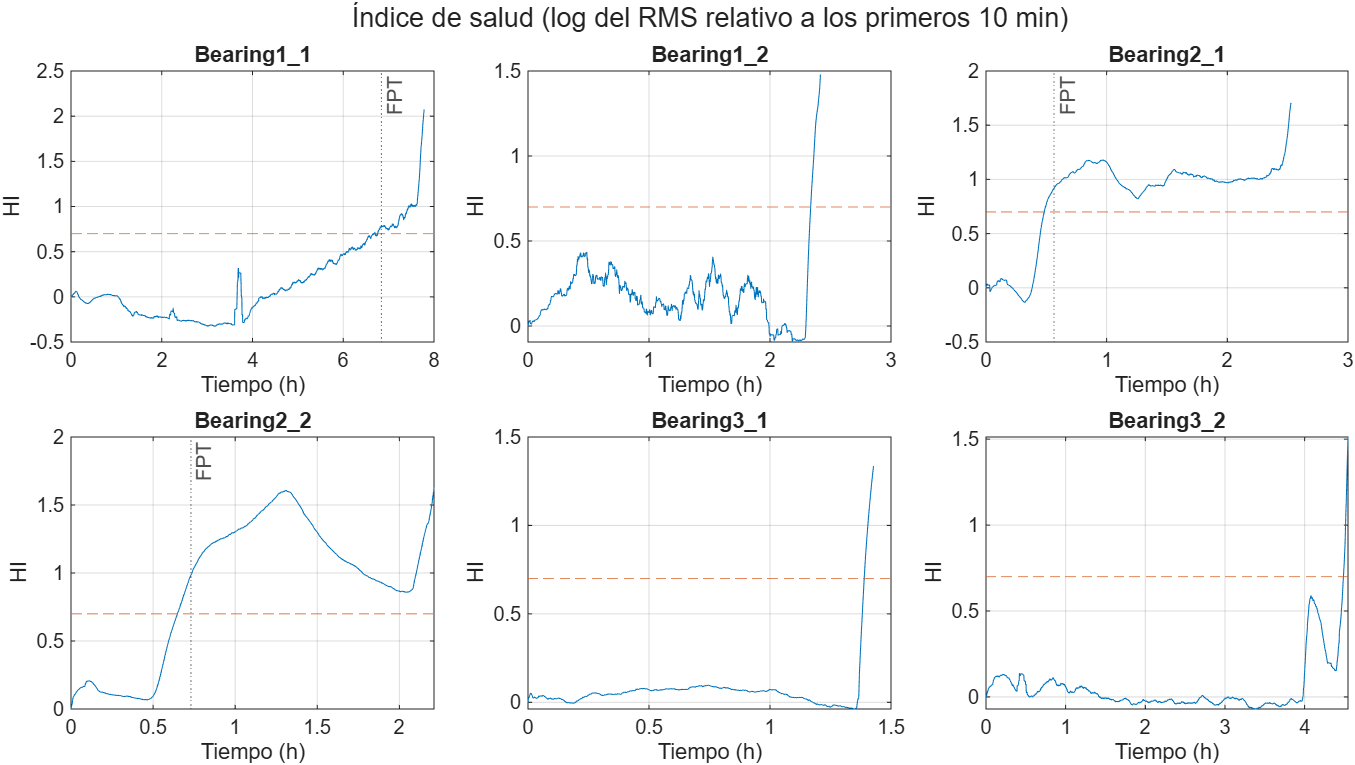 Índice de salud (log del RMS relativo a los primeros 10 min)
Bearing1_1
2.5
2
1.5
1
0.5
0
-0.5
HI
FPT
0 2 4 6 8
Tiempo (h)
Bearing1_2
1.5
1
0.5
0
HI
0 1 2 3
Tiempo (h)
Bearing2_1
2
1.5
1
0.5
0
-0.5
HI
FPT
0 1 2 3
Tiempo (h)
Bearing2_2
2
1.5
1
0.5
0
HI
FPT
0 0.5 1 1.5 2
Tiempo (h)
Bearing3_1
1.5
1
0.5
0
HI
0 0.5 1 1.5
Tiempo (h)
Bearing3_2
1.5
1
0.5
0
HI
0 1 2 3 4
Tiempo (h)